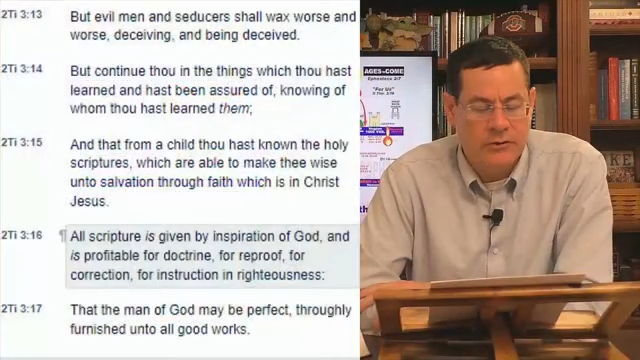 2Ti 3:13 But evil men and seducers shall wax worse and
worse, deceiving, and being deceived.
2Ti 3:14 But continue thou in the things which thou hast
learned and hast been assured of, knowing of
whom thou hast learned them;
2Ti 3:15 And that from a child thou hast known the holy
scriptures, which are able to make thee wise
unto salvation through faith which is in Christ
Jesus.
2Ti 3:16 ¶ All scripture is given by inspiration of God, and
is profitable for doctrine, for reproof, for
correction, for instruction in righteousness:
2Ti 3:17 That the man of God may be perfect, throughly
furnished unto all good works.
AGES to COME
Ephesians 2:7
"For Us"